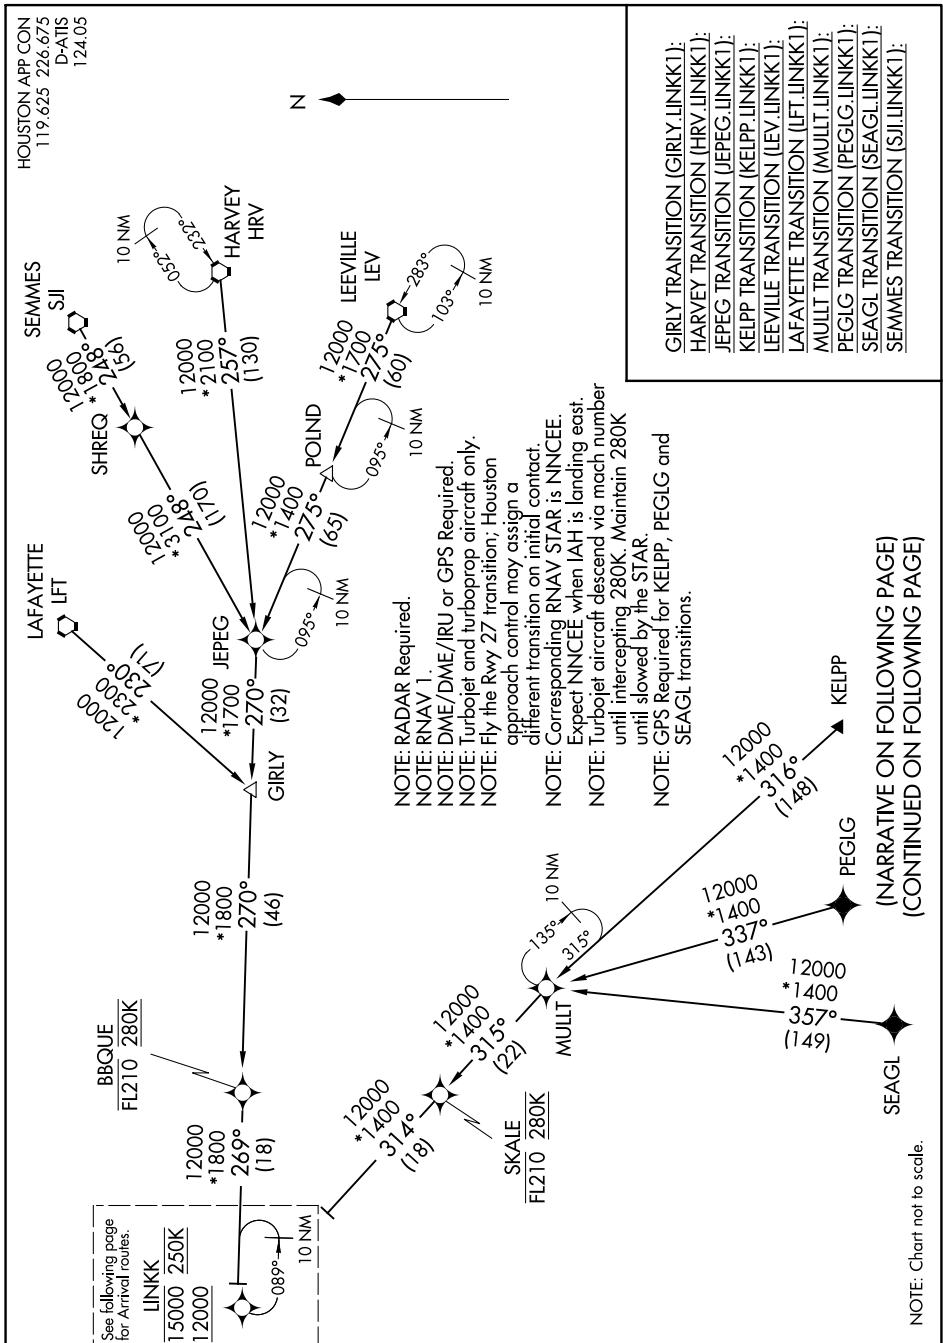 HOUSTON APP CON
119.625 226.675
D-ATIS
124.05
See following page
for Arrival routes.
LINKK
15000 250K
12000
089°
10 NM
12000
*1800
269°
(18)
BBQUE
FL210 280K
12000
*1800
270°
(46)
GIRLY
LAFAYETTE
LFT
12000
*2300
230°
(71)
12000
*1700
270°
(32)
JEPEG
095°
10 NM
12000
*3100
248°
(170)
SHREQ
12000
*1800
248°
(56)
SEMMES
SJI
12000
*2100
257°
(130)
HARVEY
HRV
052°
232°
10 NM
12000
*1400
275°
(65)
POLND
095°
10 NM
12000
*1700
275°
(60)
LEEVILLE
LEV
283°
103°
10 NM
N
12000
*1400
314°
(18)
SKALE
FL210 280K
12000
*1400
315°
(22)
MULLT
135°
315°
10 NM
12000
*1400
316°
(148)
KELPP
12000
*1400
337°
(143)
PEGLG
12000
*1400
357°
(149)
SEAGL
NOTE: RADAR Required.
NOTE: RNAV 1.
NOTE: DME/DME/IRU or GPS Required.
NOTE: Turbojet and turboprop aircraft only.
NOTE: Fly the Rwy 27 transition; Houston
approach control may assign a
different transition on initial contact.
NOTE: Corresponding RNAV STAR is NNCEE.
Expect NNCEE when IAH is landing east.
NOTE: Turbojet aircraft descend via mach number
until intercepting 280K. Maintain 280K
until slowed by the STAR.
NOTE: GPS Required for KELPP, PEGLG and
SEAGL transitions.
GIRLY TRANSITION (GIRLY.LINKK1):
HARVEY TRANSITION (HRV.LINKK1):
JEPEG TRANSITION (JEPEG.LINKK1):
KELPP TRANSITION (KELPP.LINKK1):
LEEVILLE TRANSITION (LEV.LINKK1):
LAFAYETTE TRANSITION (LFT.LINKK1):
MULLT TRANSITION (MULLT.LINKK1):
PEGLG TRANSITION (PEGLG.LINKK1):
SEAGL TRANSITION (SEAGL.LINKK1):
SEMMES TRANSITION (SJI.LINKK1):
(NARRATIVE ON FOLLOWING PAGE)
(CONTINUED ON FOLLOWING PAGE)
NOTE: Chart not to scale.